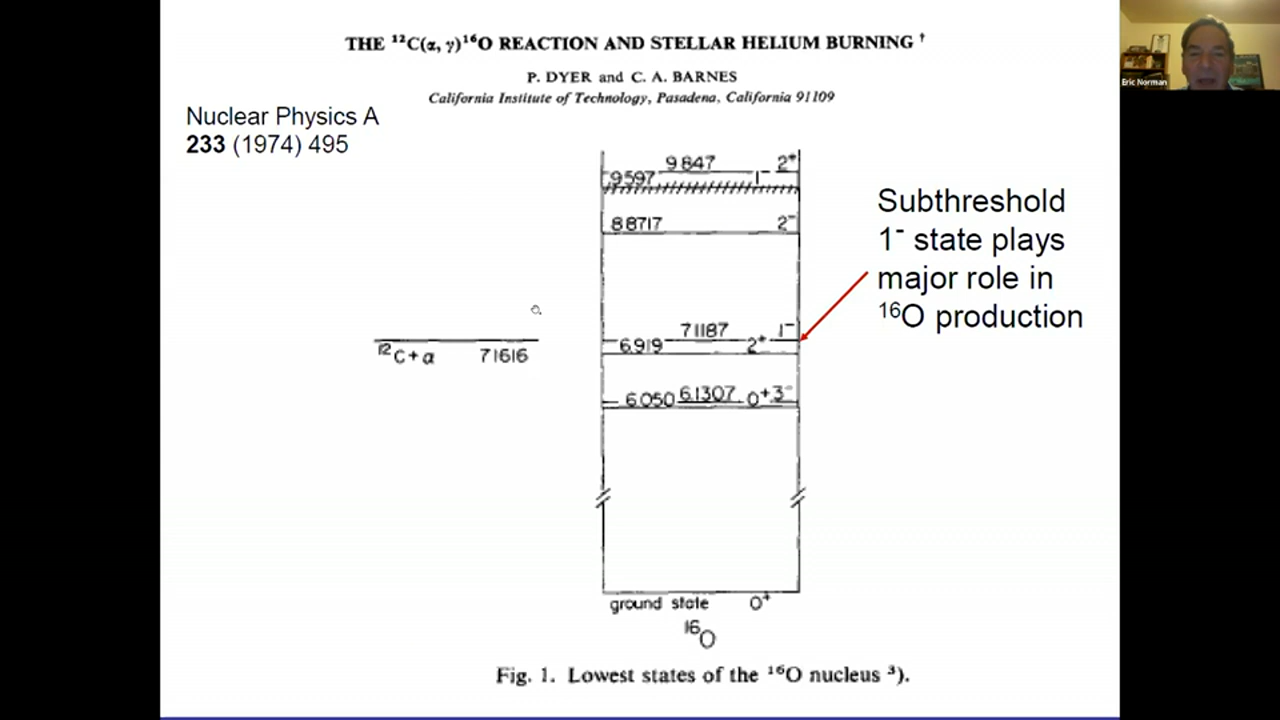 THE ¹²C(α, γ)¹⁶O REACTION AND STELLAR HELIUM BURNING †
P. DYER and C. A. BARNES
California Institute of Technology, Pasadena, California 91109
Nuclear Physics A
233 (1974) 495
9.847 2⁺
9.597 1⁻
8.8717 2⁻
7.1187 1⁻
6.919 2⁺
¹²C+α 7.1616
6.050 6.1307 0⁺ 3⁻
ground state 0⁺
¹⁶O
Subthreshold
1⁻ state plays
major role in
¹⁶O production
Fig. 1. Lowest states of the ¹⁶O nucleus ³).
Eric Norman